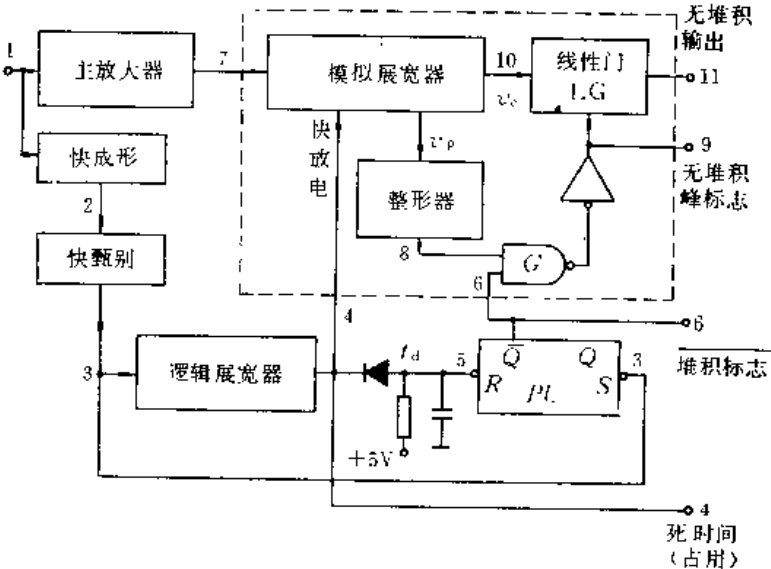 无堆积
输出
1
主放大器
7
模拟展宽器
10
v_c
线性门
LG
11
快成形
快放电
v_p
9
无堆积
峰标志
2
整形器
快甄别
8
G
6
4
6
3
逻辑展宽器
t_d
5
Q̅
Q
3
R
PU
S
堆积标志
+5V
4
死时间
(占用)